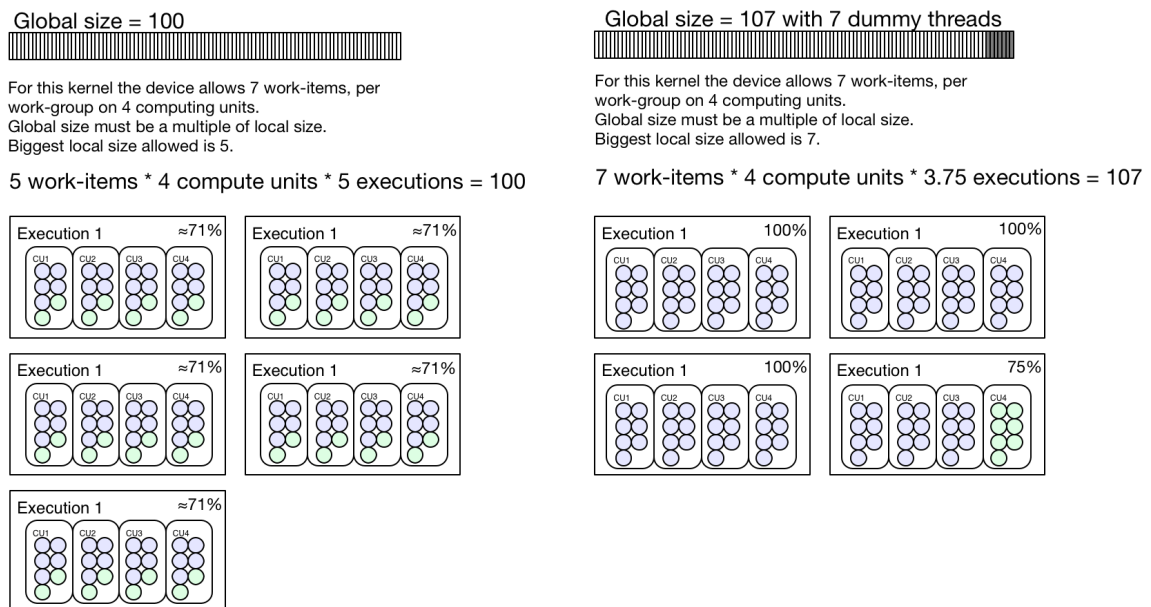 Global size = 100
For this kernel the device allows 7 work-items, per
work-group on 4 computing units.
Global size must be a multiple of local size.
Biggest local size allowed is 5.
5 work-items * 4 compute units * 5 executions = 100
Execution 1 ≈71%
CU1 CU2 CU3 CU4
Execution 1 ≈71%
CU1 CU2 CU3 CU4
Execution 1 ≈71%
CU1 CU2 CU3 CU4
Execution 1 ≈71%
CU1 CU2 CU3 CU4
Execution 1 ≈71%
CU1 CU2 CU3 CU4
Global size = 107 with 7 dummy threads
For this kernel the device allows 7 work-items, per
work-group on 4 computing units.
Global size must be a multiple of local size.
Biggest local size allowed is 7.
7 work-items * 4 compute units * 3.75 executions = 107
Execution 1 100%
CU1 CU2 CU3 CU4
Execution 1 100%
CU1 CU2 CU3 CU4
Execution 1 100%
CU1 CU2 CU3 CU4
Execution 1 75%
CU1 CU2 CU3 CU4